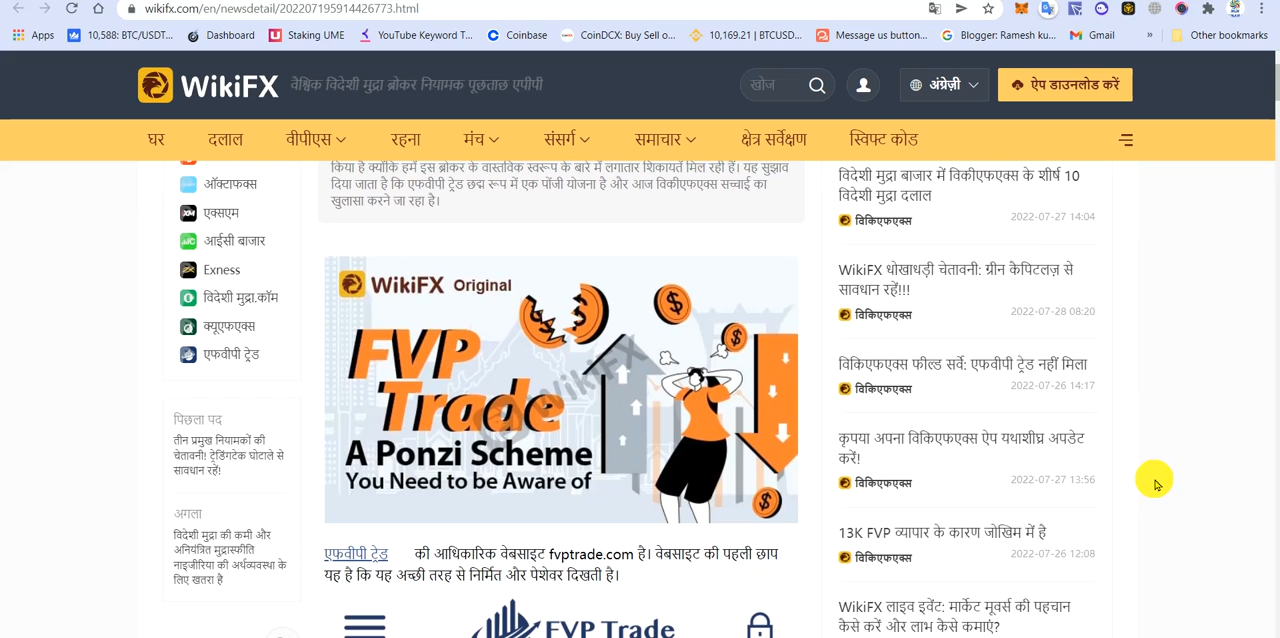 wikifx.com/en/newsdetail/202207195914426773.html
Apps
10,588: BTC/USDT...
Dashboard
Staking UME
YouTube Keyword T...
Coinbase
CoinDCX: Buy Sell o...
10,169.21 | BTCUSD...
Message us button...
Blogger: Ramesh ku...
Gmail
»
Other bookmarks
WikiFX
वैश्विक विदेशी मुद्रा ब्रोकर नियामक पूछताछ एपीपी
खोज
अंग्रेज़ी
ऐप डाउनलोड करें
घर
दलाल
वीपीएस
रहना
मंच
संसर्ग
समाचार
क्षेत्र सर्वेक्षण
स्विफ्ट कोड
ऑक्टाफक्स
एक्सएम
आईसी बाजार
Exness
विदेशी मुद्रा.कॉम
क्यूएफएक्स
एफवीपी ट्रेड
पिछला पद
तीन प्रमुख नियामकों की
चेतावनी! ट्रेडिंगटेक घोटाले से
सावधान रहें!
अगला
विदेशी मुद्रा की कमी और
अनियंत्रित मुद्रास्फीति
नाइजीरिया की अर्थव्यवस्था के
लिए खतरा है
किया है क्योंकि हमें इस ब्रोकर के वास्तविक स्वरूप के बारे में लगातार शिकायतें मिल रही हैं। यह सुझाव
दिया जाता है कि एफवीपी ट्रेड छद्म रूप में एक पोंजी योजना है और आज विकीएफएक्स सच्चाई का
खुलासा करने जा रहा है।
WikiFX Original
FVP
Trade
A Ponzi Scheme
You Need to be Aware of
WikiFX
एफवीपी ट्रेड की आधिकारिक वेबसाइट fvptrade.com है। वेबसाइट की पहली छाप
यह है कि यह अच्छी तरह से निर्मित और पेशेवर दिखती है।
FVP Trade
विदेशी मुद्रा बाजार में विकीएफएक्स के शीर्ष 10
विदेशी मुद्रा दलाल
विकिएफएक्स
2022-07-27 14:04
WikiFX धोखाधड़ी चेतावनी: ग्रीन कैपिटलज़ से
सावधान रहें!!!
विकिएफएक्स
2022-07-28 08:20
विकिएफएक्स फील्ड सर्वे: एफवीपी ट्रेड नहीं मिला
विकिएफएक्स
2022-07-26 14:17
कृपया अपना विकिएफएक्स ऐप यथाशीघ्र अपडेट
करें!
विकिएफएक्स
2022-07-27 13:56
13K FVP व्यापार के कारण जोखिम में है
विकिएफएक्स
2022-07-26 12:08
WikiFX लाइव इवेंट: मार्केट मूवर्स की पहचान
कैसे करें और लाभ कैसे कमाएं?